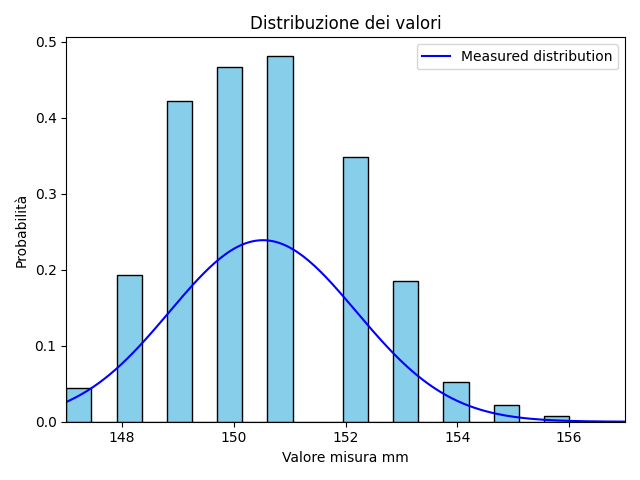 Distribuzione dei valori
Measured distribution
Probabilità
0.5
0.4
0.3
0.2
0.1
0.0
148 150 152 154 156
Valore misura mm